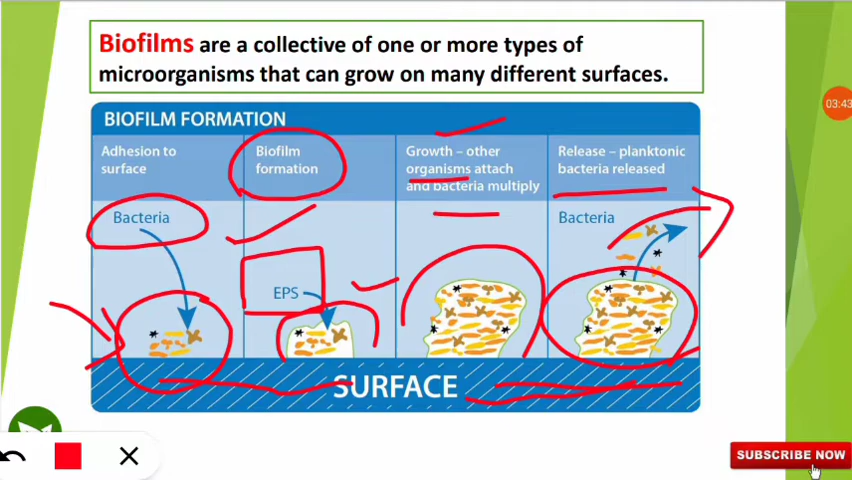 Biofilms are a collective of one or more types of
microorganisms that can grow on many different surfaces.
BIOFILM FORMATION
Adhesion to
surface
Biofilm
formation
Growth – other
organisms attach
and bacteria multiply
Release – planktonic
bacteria released
Bacteria
EPS
Bacteria
SURFACE
03:43
SUBSCRIBE NOW